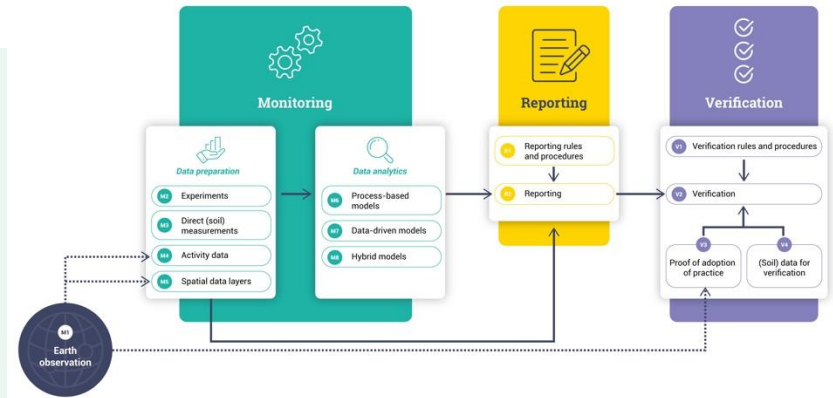 Monitoring
Reporting
Verification
Data preparation
M2 Experiments
M3 Direct (soil)
measurements
M4 Activity data
M5 Spatial data layers
Data analytics
M6 Process-based
models
M7 Data-driven models
M8 Hybrid models
R1 Reporting rules
and procedures
R2 Reporting
V1 Verification rules and procedures
V2 Verification
V3
Proof of adoption
of practice
V4
(Soil) data for
verification
M1
Earth
observation